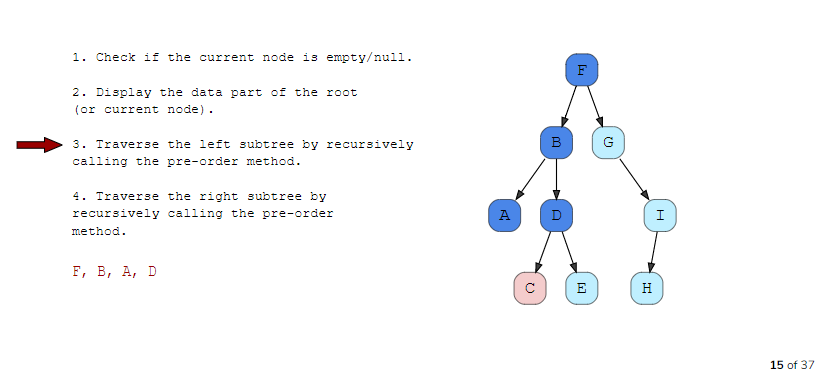 1. Check if the current node is empty/null.
2. Display the data part of the root
(or current node).
3. Traverse the left subtree by recursively
calling the pre-order method.
4. Traverse the right subtree by
recursively calling the pre-order
method.
F, B, A, D
F
B
G
A
D
I
C
E
H
15 of 37